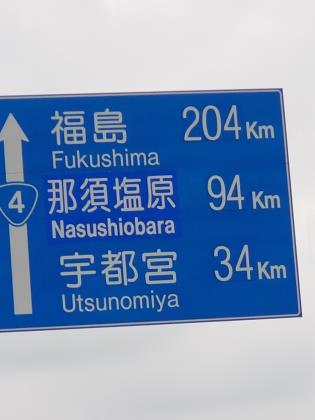 福島 204Km
Fukushima
4
那須塩原 94Km
Nasushiobara
宇都宮 34Km
Utsunomiya